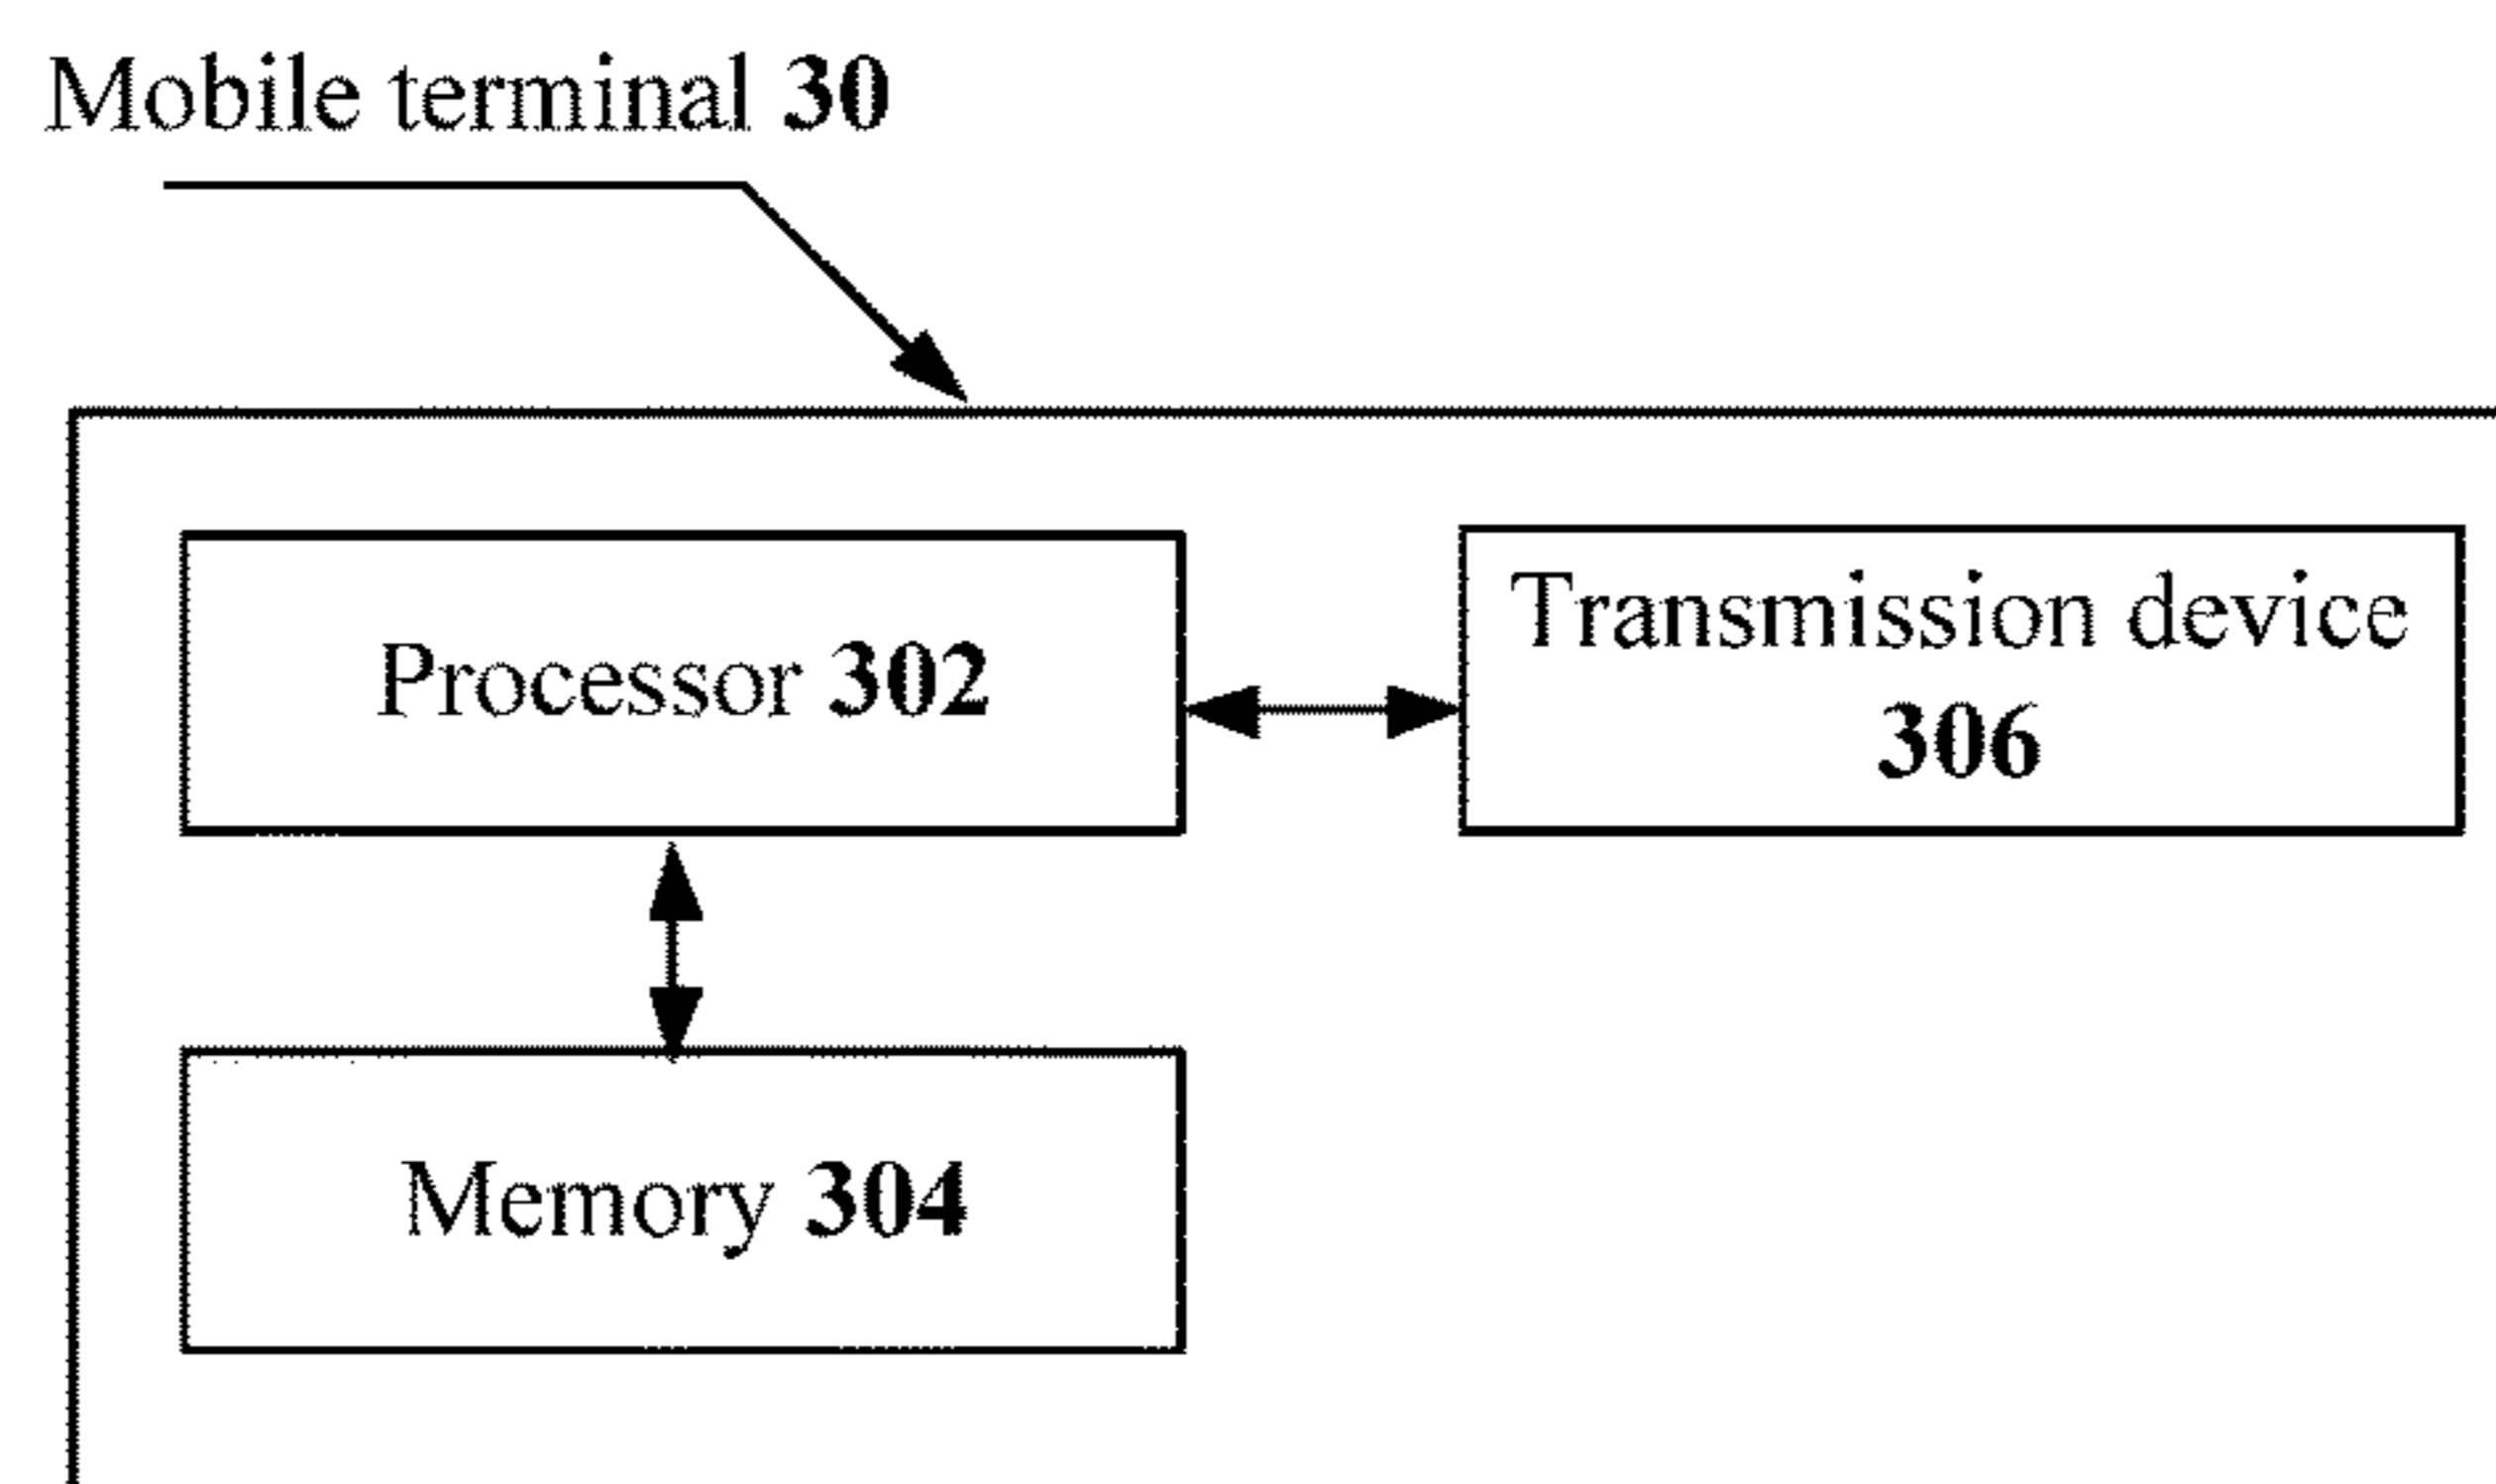 Mobile terminal 30
Processor 302
Transmission device
306
Memory 304